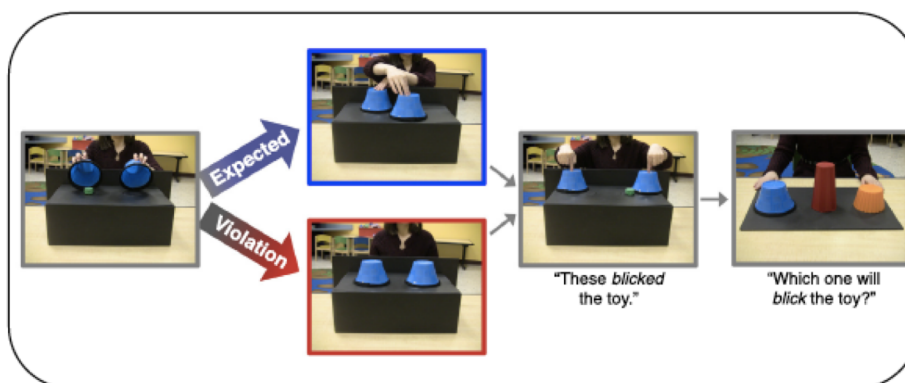 Expected
Violation
“These blicked
the toy.”
“Which one will
blick the toy?”